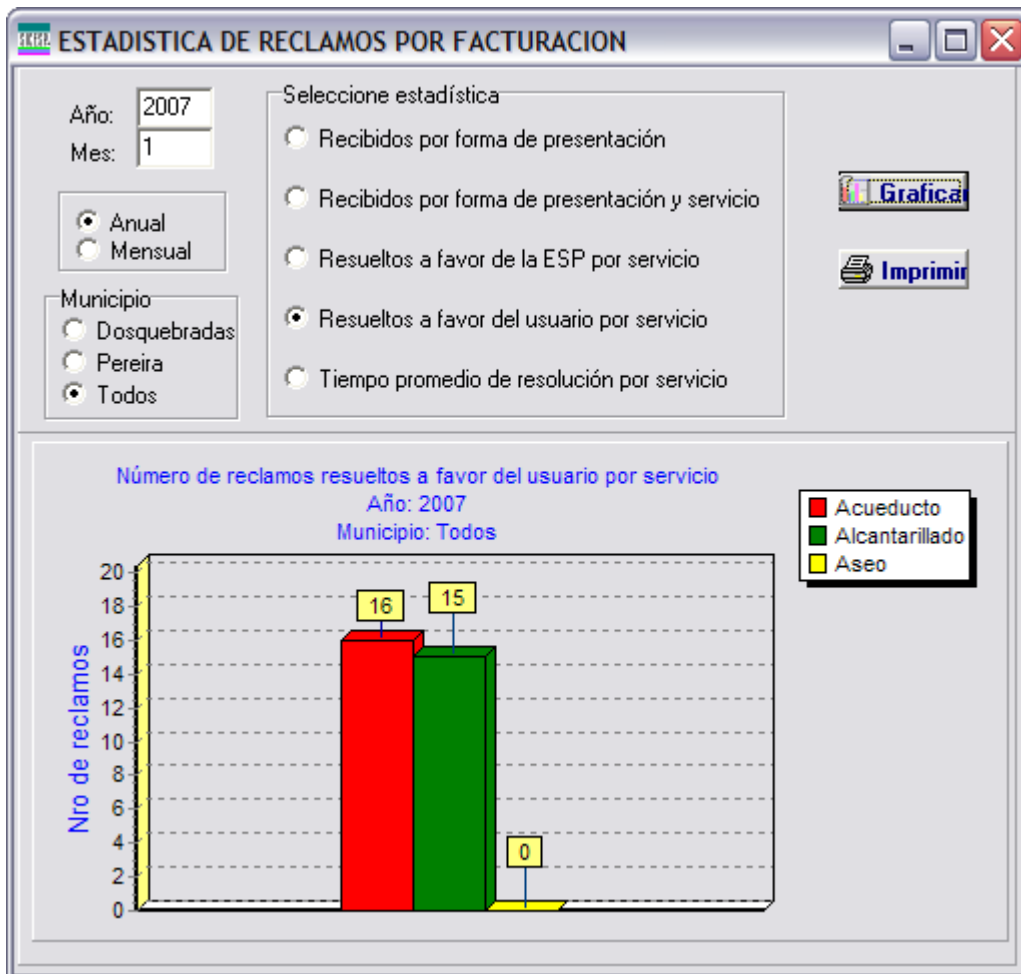 ESTADISTICA DE RECLAMOS POR FACTURACION
Año: 2007
Mes: 1
Anual
Mensual
Municipio
Dosquebradas
Pereira
Todos
Seleccione estadística
Recibidos por forma de presentación
Recibidos por forma de presentación y servicio
Resueltos a favor de la ESP por servicio
Resueltos a favor del usuario por servicio
Tiempo promedio de resolución por servicio
Grafica
Imprimir
Número de reclamos resueltos a favor del usuario por servicio
Año: 2007
Municipio: Todos
Acueducto
Alcantarillado
Aseo
Nro de reclamos
20
18
16
14
12
10
8
6
4
2
0
16
15
0